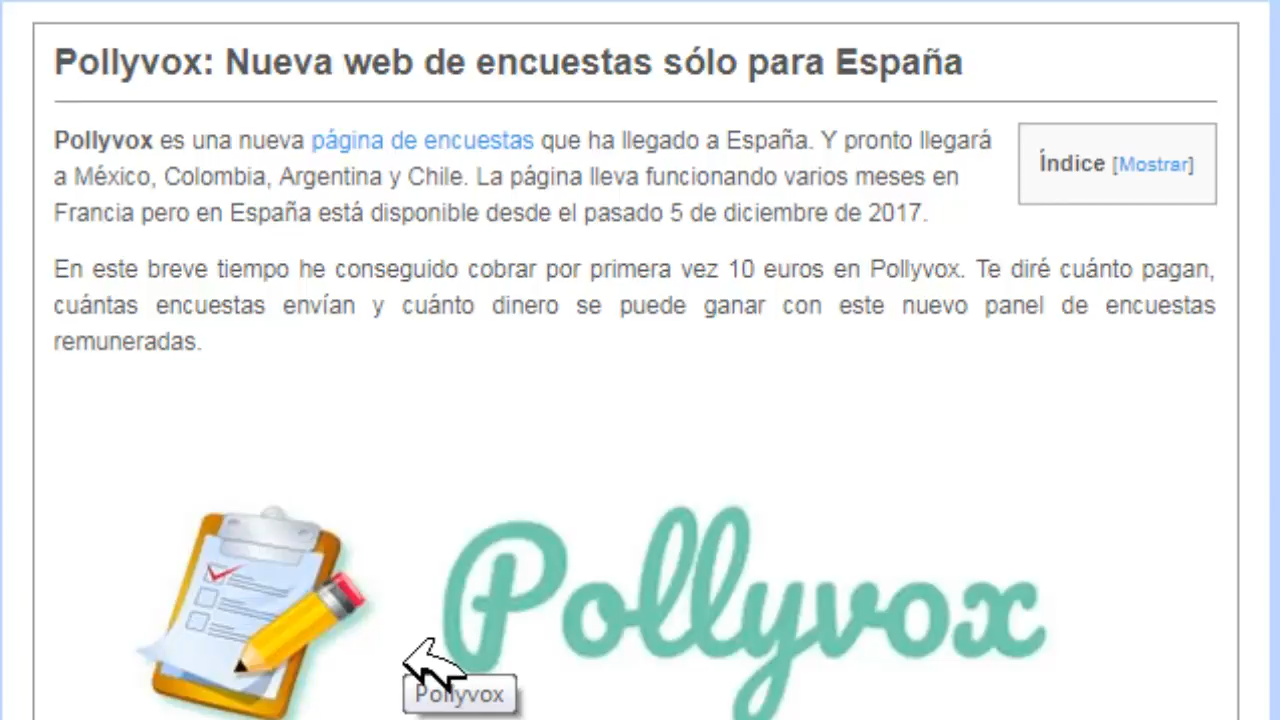 Pollyvox: Nueva web de encuestas sólo para España
Pollyvox es una nueva página de encuestas que ha llegado a España. Y pronto llegará
a México, Colombia, Argentina y Chile. La página lleva funcionando varios meses en
Francia pero en España está disponible desde el pasado 5 de diciembre de 2017.
Índice [Mostrar]
En este breve tiempo he conseguido cobrar por primera vez 10 euros en Pollyvox. Te diré cuánto pagan,
cuántas encuestas envían y cuánto dinero se puede ganar con este nuevo panel de encuestas
remuneradas.
Pollyvox
Pollyvox